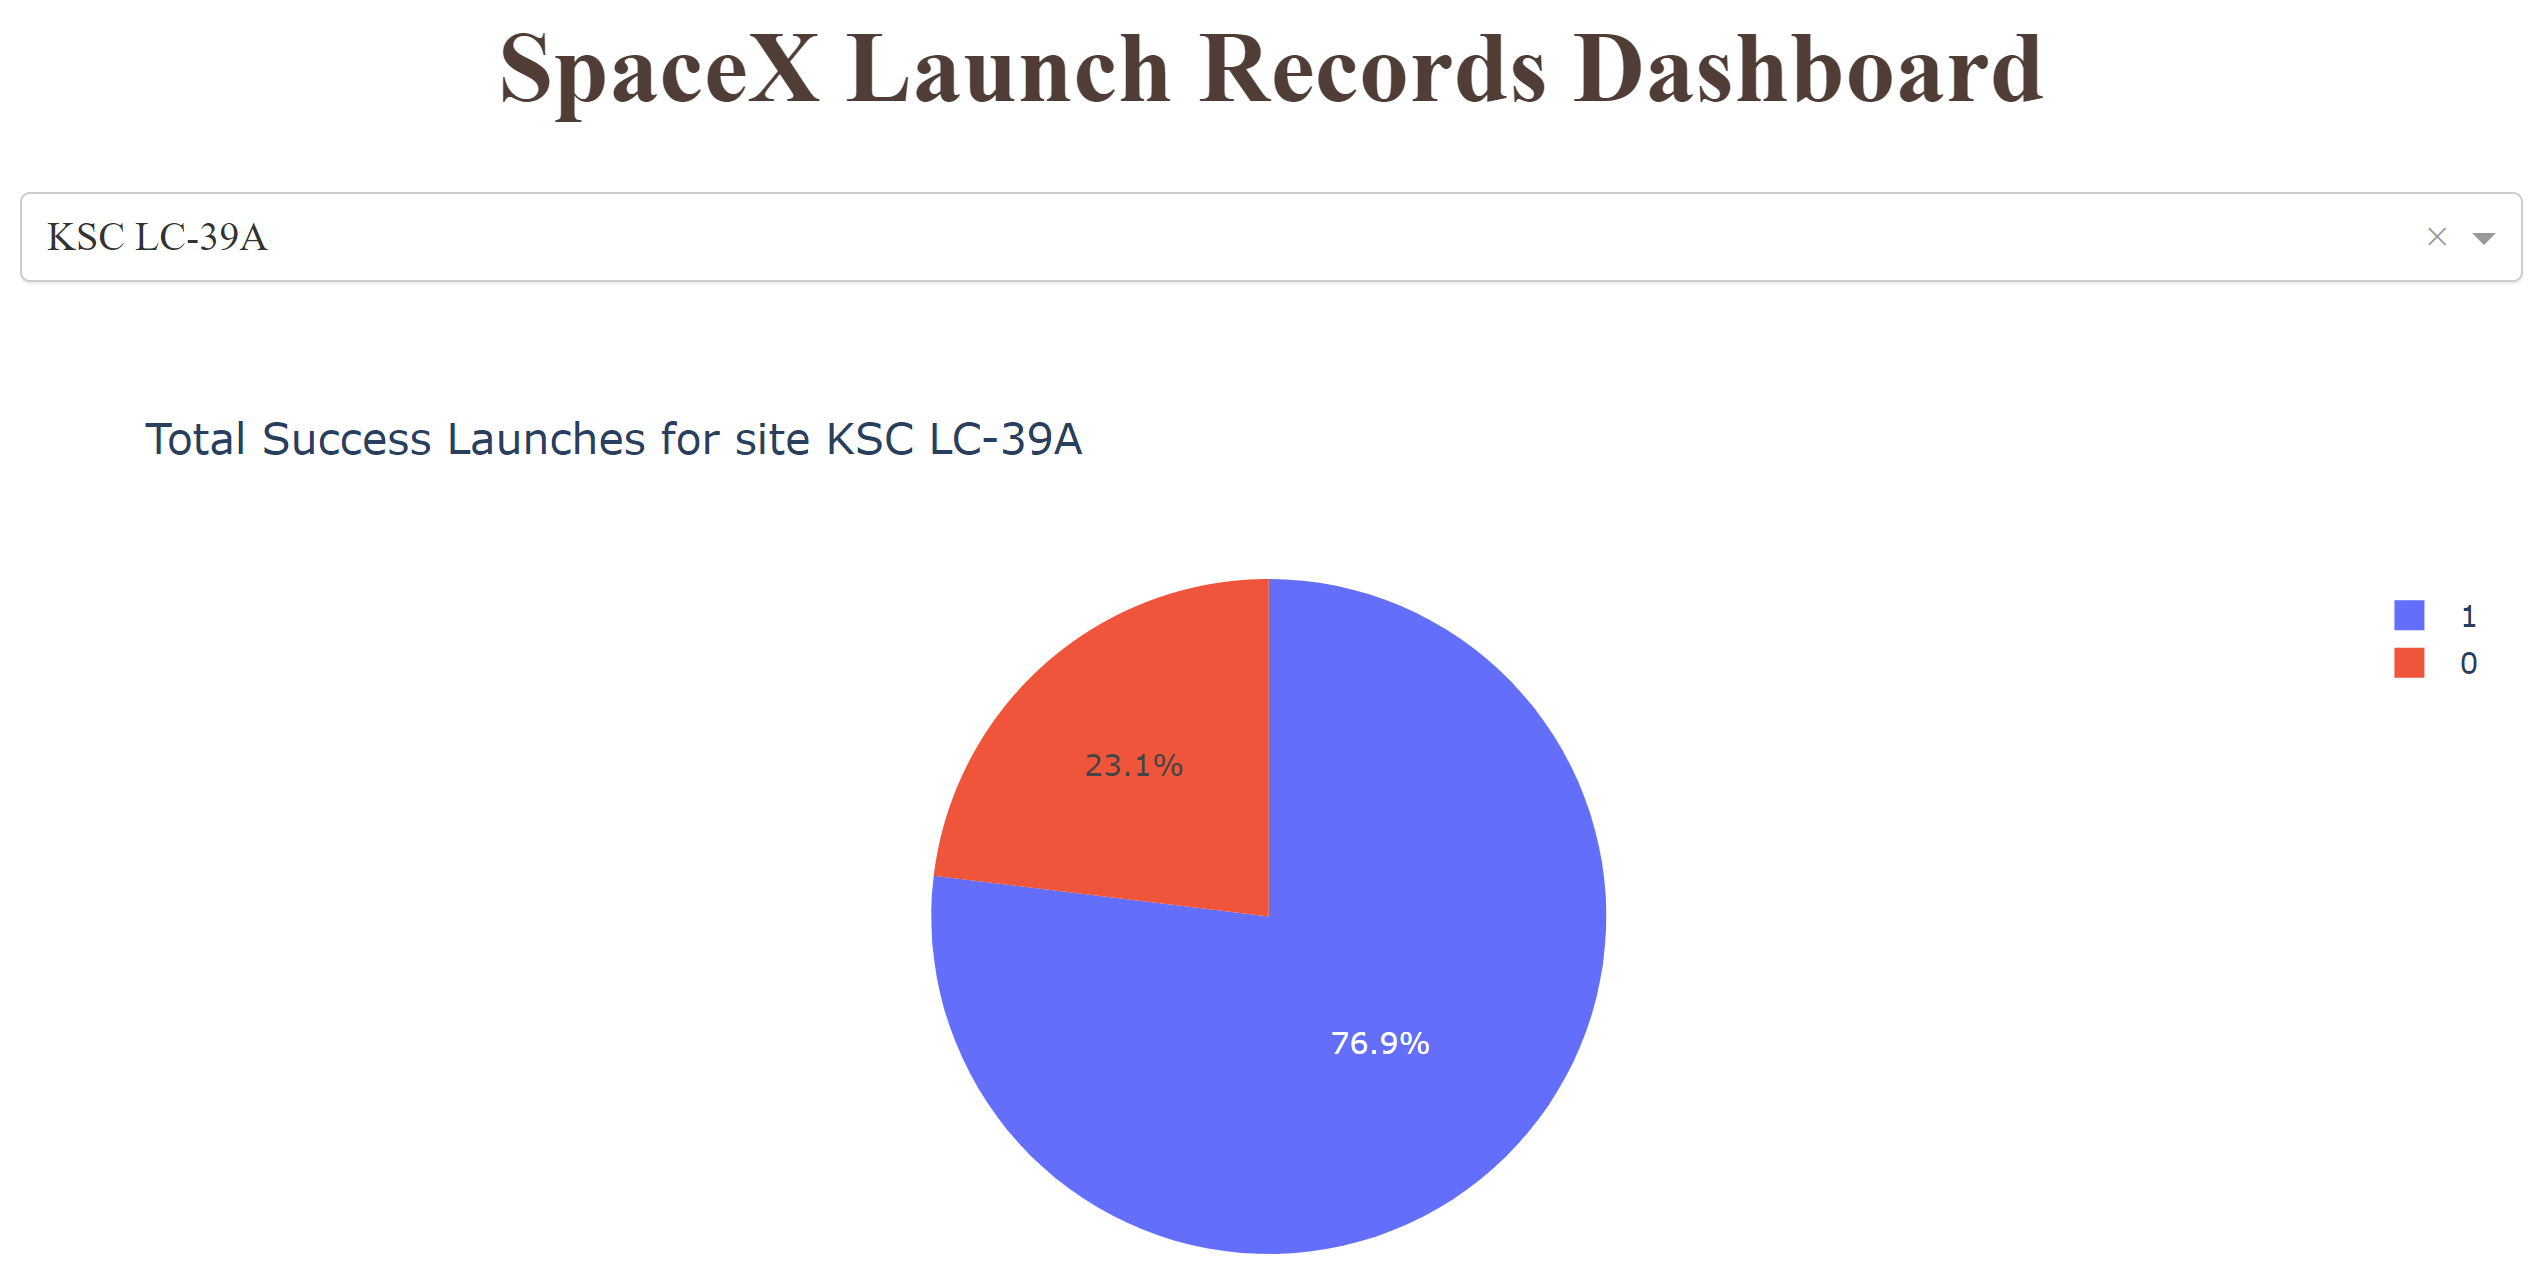 SpaceX Launch Records Dashboard
KSC LC-39A
Total Success Launches for site KSC LC-39A
1
0
23.1%
76.9%